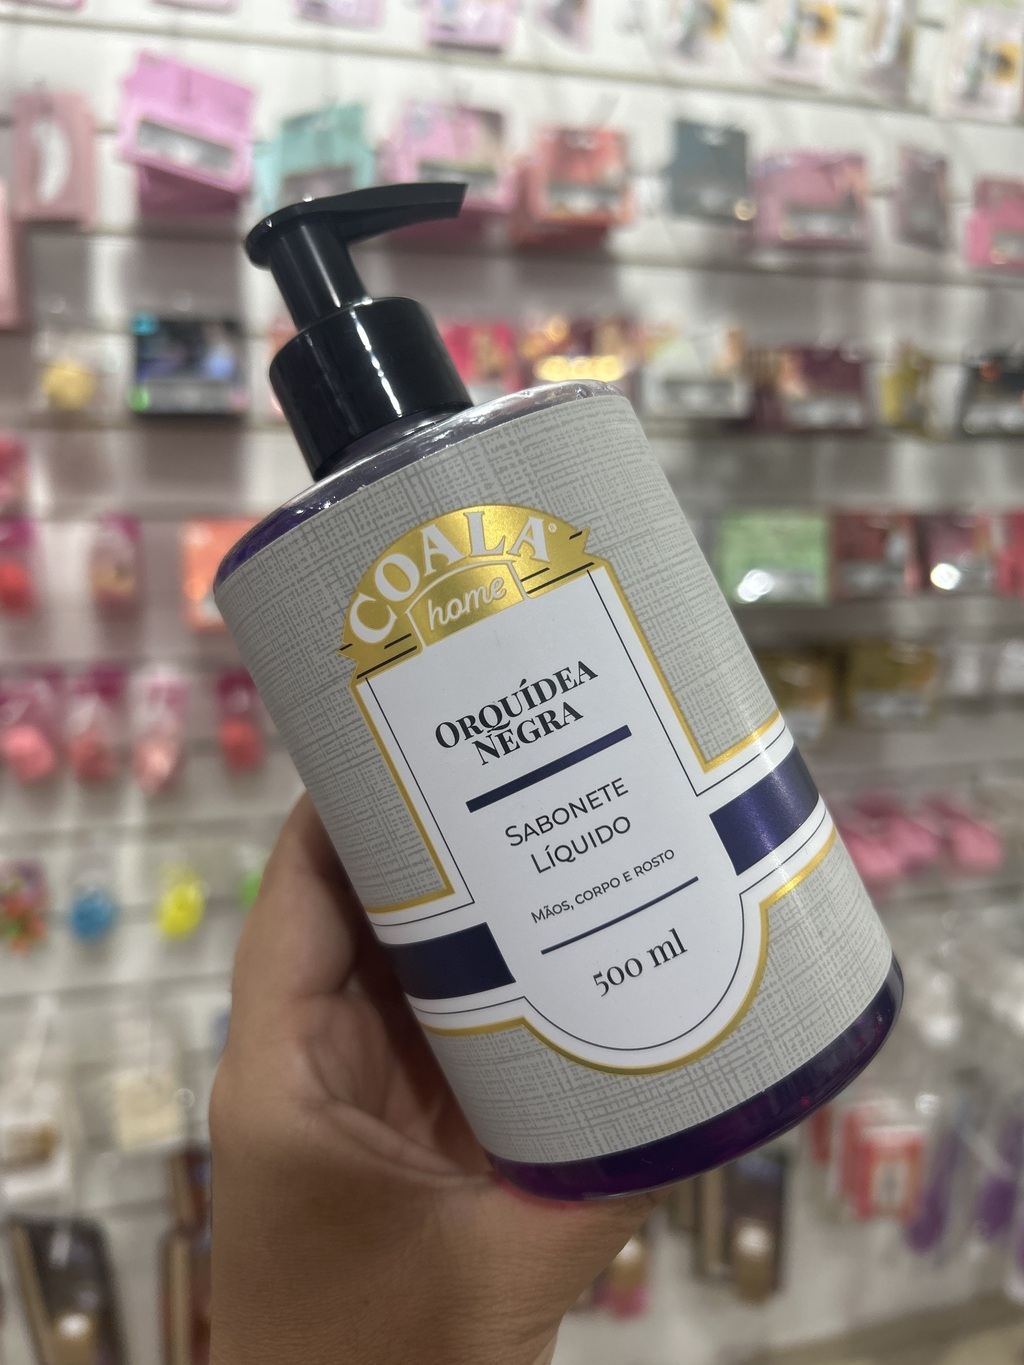 COALA®
home
ORQUÍDEA
NEGRA
SABONETE
LÍQUIDO
MÃOS, CORPO E ROSTO
500 ml